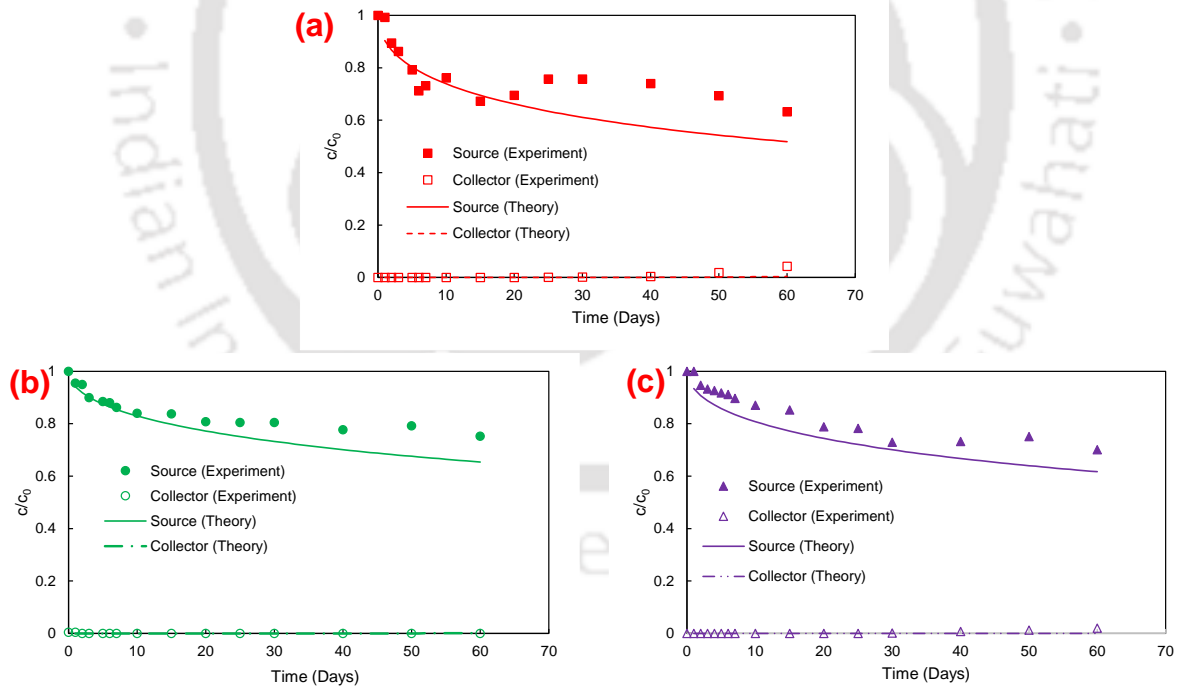 (a)
c/c0
1
0.8
0.6
0.4
0.2
0
Source (Experiment)
Collector (Experiment)
Source (Theory)
Collector (Theory)
0 10 20 30 40 50 60 70
Time (Days)
(b)
c/c0
1
0.8
0.6
0.4
0.2
0
Source (Experiment)
Collector (Experiment)
Source (Theory)
Collector (Theory)
0 10 20 30 40 50 60 70
Time (Days)
(c)
c/c0
1
0.8
0.6
0.4
0.2
0
Source (Experiment)
Collector (Experiment)
Source (Theory)
Collector (Theory)
0 10 20 30 40 50 60 70
Time (Days)
Indian In
uwahati